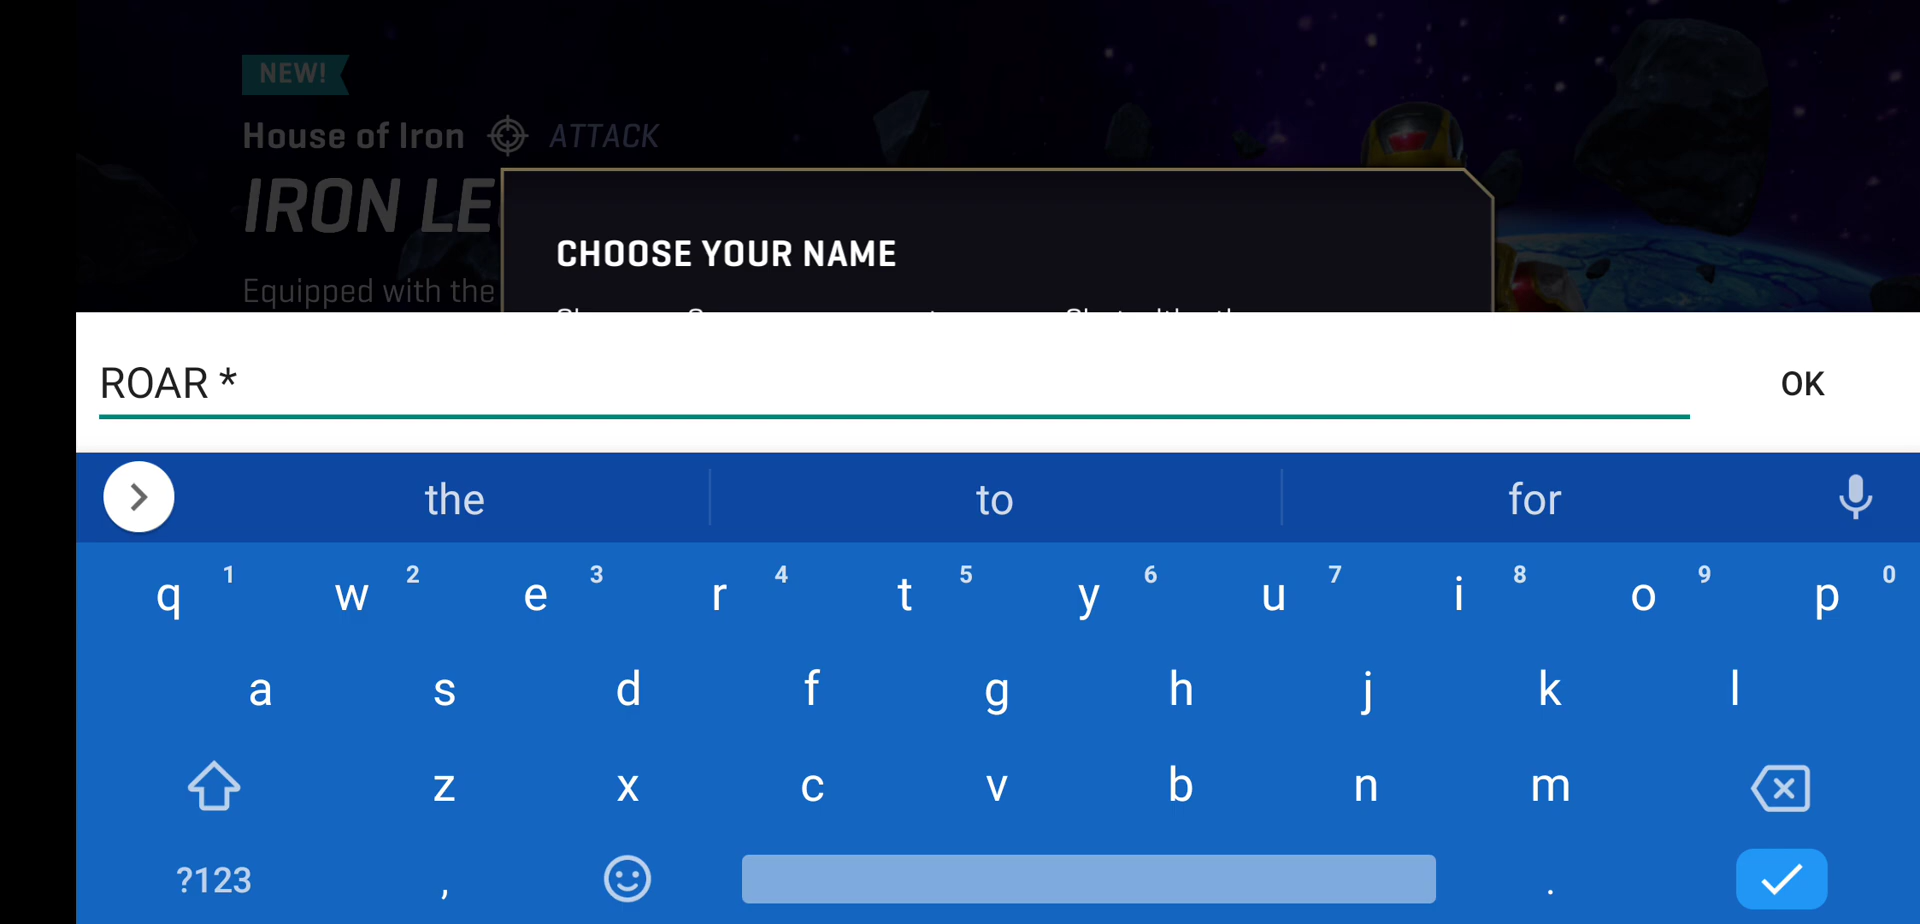 NEW!
House of Iron ATTACK
IRON LE
CHOOSE YOUR NAME
Equipped with the
ROAR *
OK
the to for
q 1 w 2 e 3 r 4 t 5 y 6 u 7 i 8 o 9 p 0
a s d f g h j k l
z x c v b n m
?123 , .